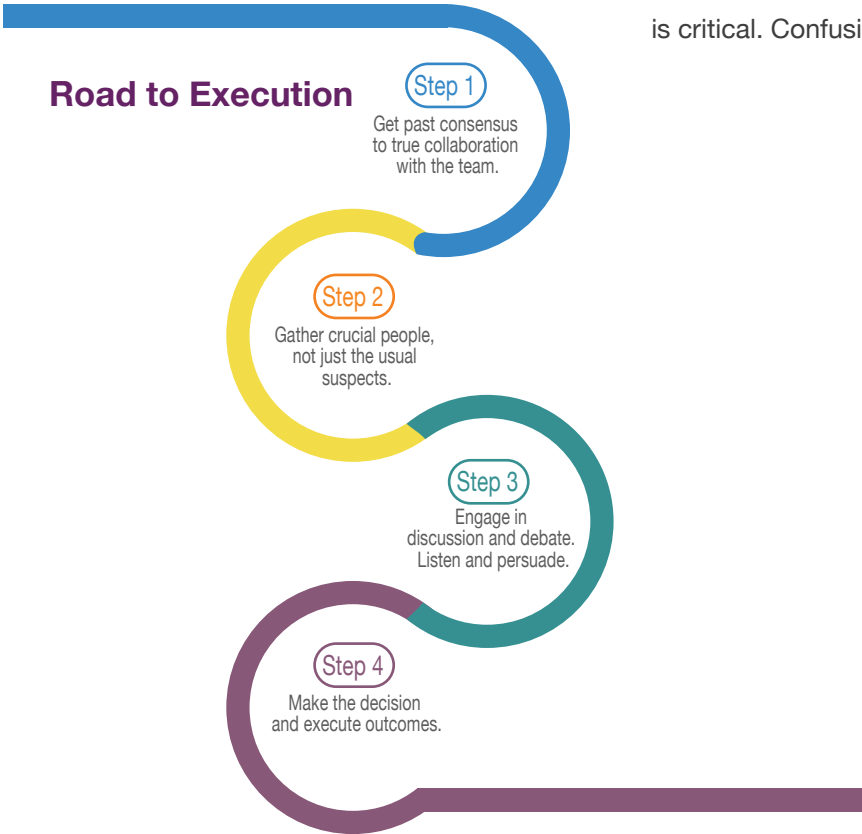 is critical. Confusi
Road to Execution
Step 1
Get past consensus
to true collaboration
with the team.
Step 2
Gather crucial people,
not just the usual
suspects.
Step 3
Engage in
discussion and debate.
Listen and persuade.
Step 4
Make the decision
and execute outcomes.